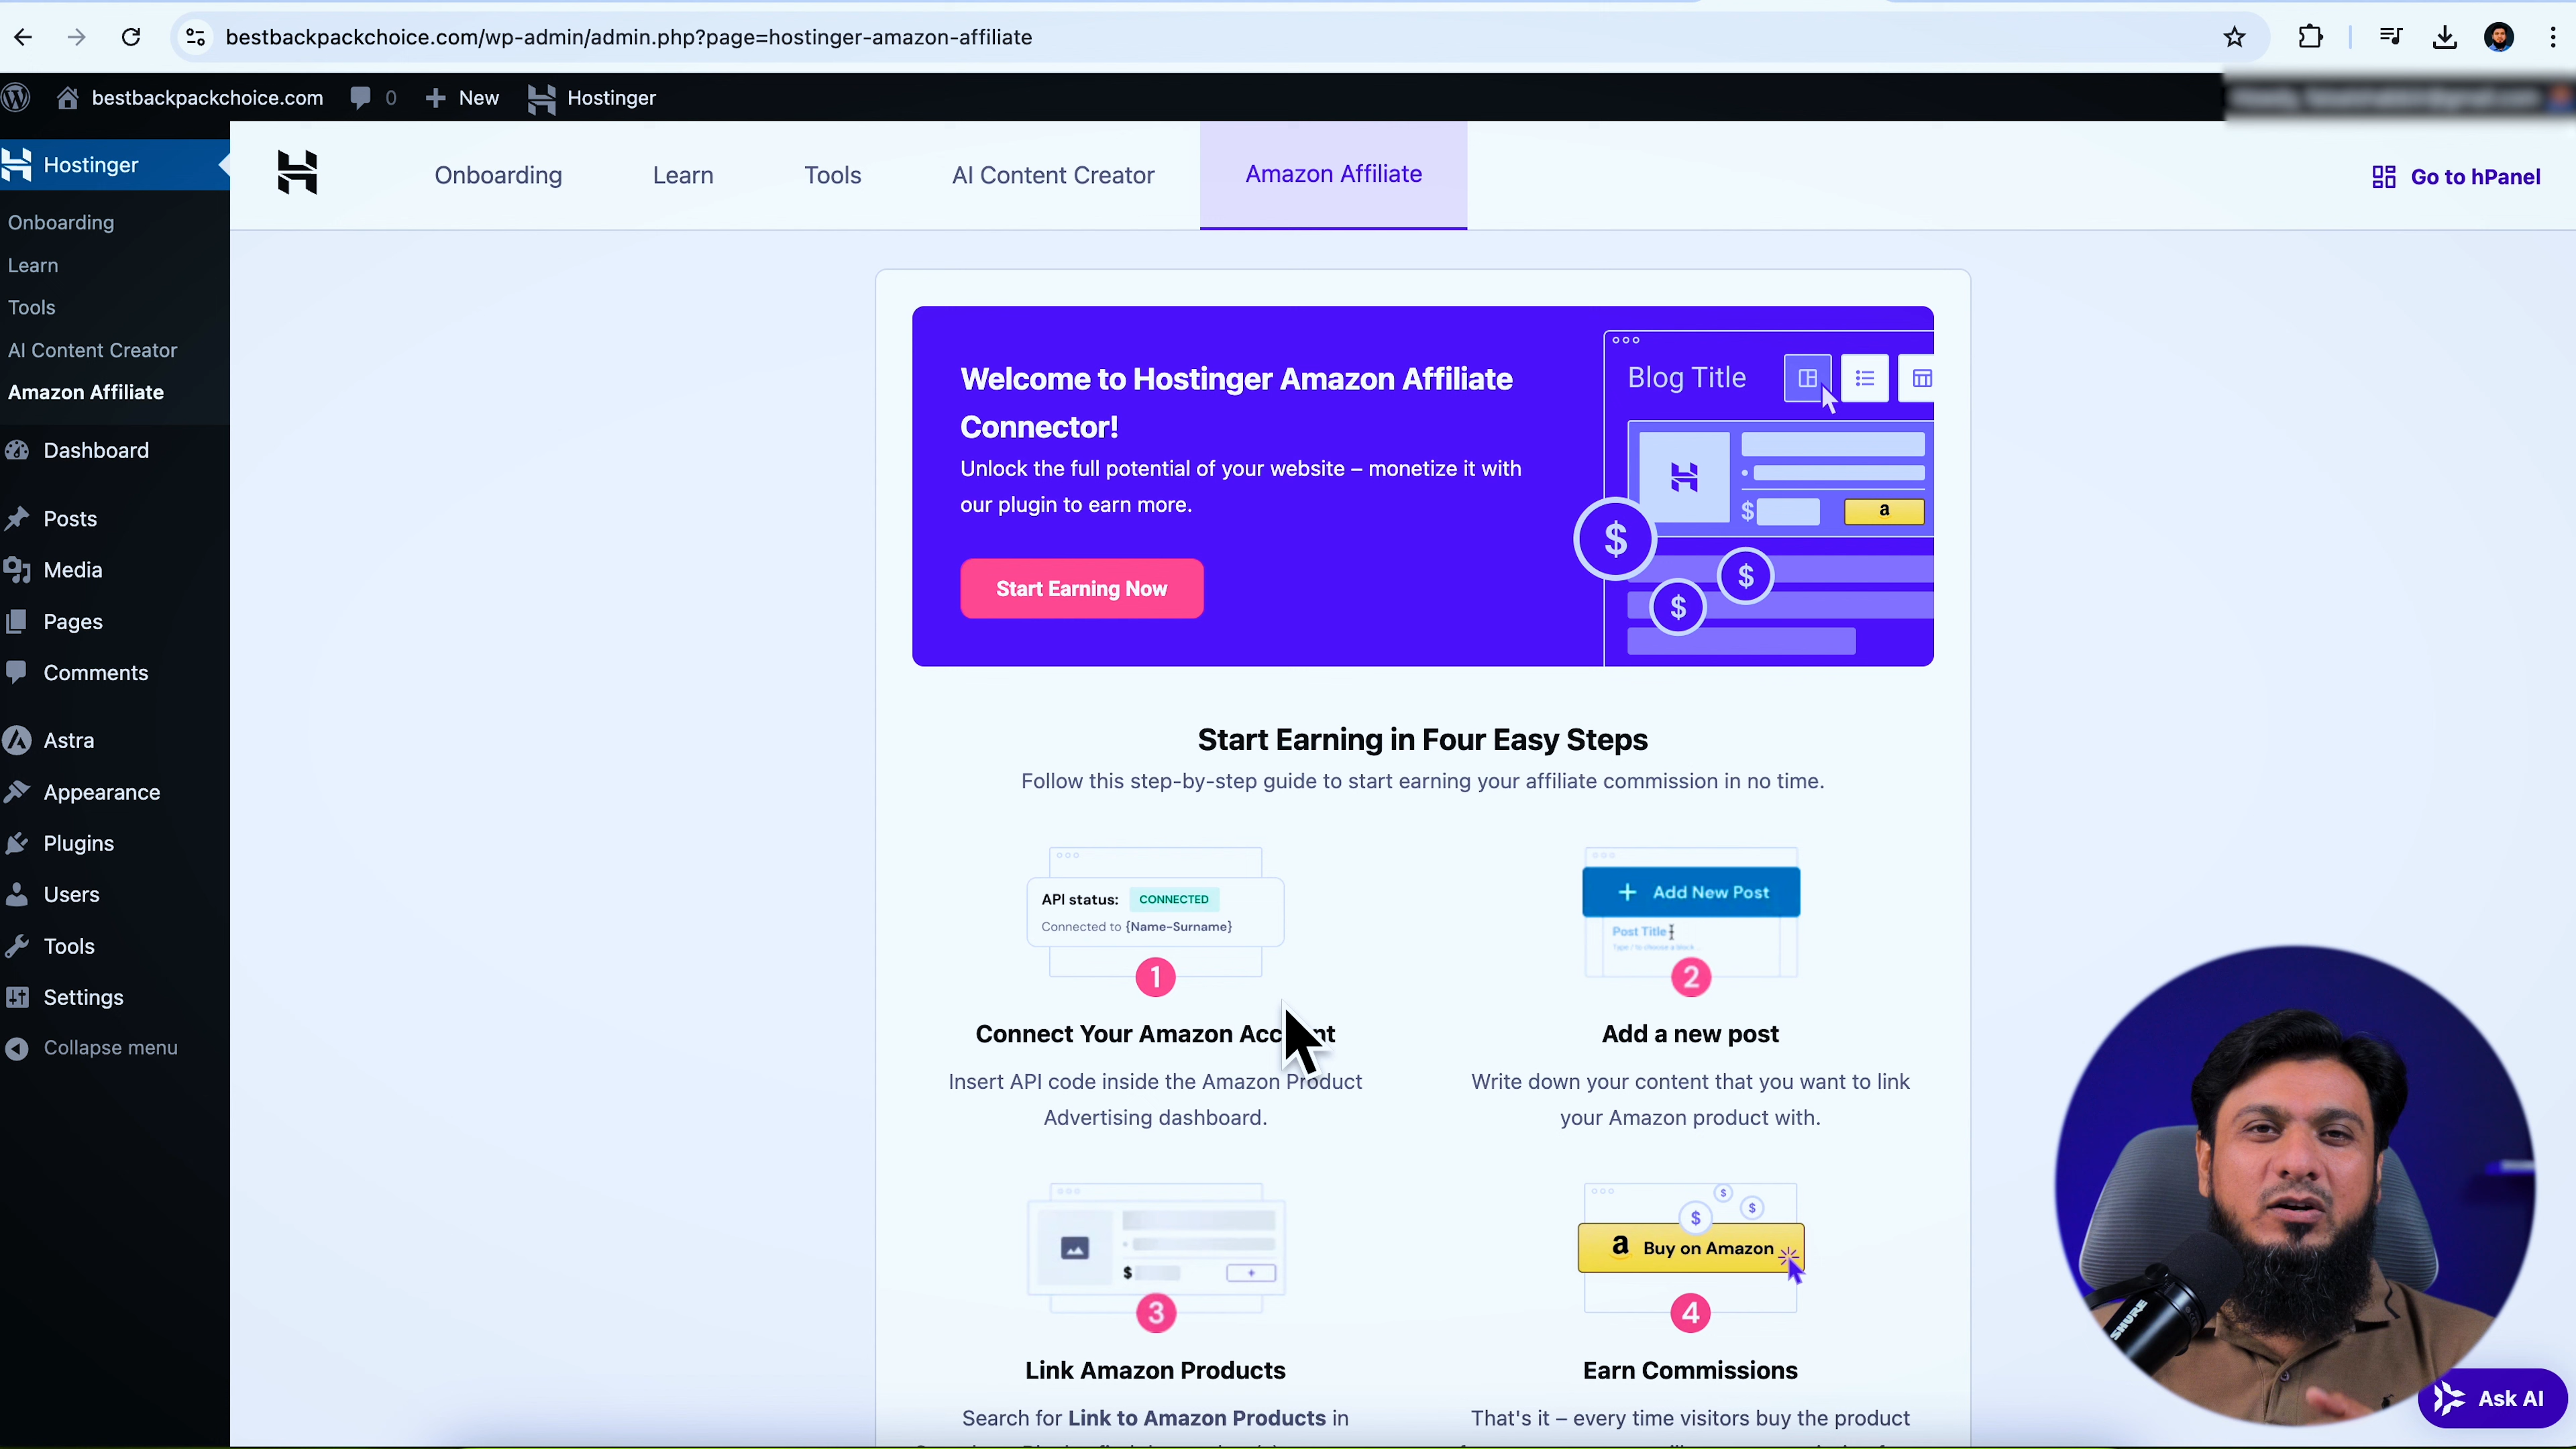 bestbackpackchoice.com/wp-admin/admin.php?page=hostinger-amazon-affiliate
bestbackpackchoice.com
0
New
Hostinger
Hostinger
Onboarding
Learn
Tools
AI Content Creator
Amazon Affiliate
Dashboard
Posts
Media
Pages
Comments
Astra
Appearance
Plugins
Users
Tools
Settings
Collapse menu
Onboarding
Learn
Tools
AI Content Creator
Amazon Affiliate
Go to hPanel
Welcome to Hostinger Amazon Affiliate
Connector!
Unlock the full potential of your website – monetize it with
our plugin to earn more.
Start Earning Now
Blog Title
$
a
$
$
$
Start Earning in Four Easy Steps
Follow this step-by-step guide to start earning your affiliate commission in no time.
API status: CONNECTED
Connected to {Name-Surname}
1
Connect Your Amazon
Insert API code inside the Amazon Product
Advertising dashboard.
+ Add New Post
Post Title
2
Add a new post
Write down your content that you want to link
your Amazon product with.
$
3
Link Amazon Products
Search for Link to Amazon Products in
$
$
$
a Buy on Amazon
4
Earn Commissions
That's it – every time visitors buy the product
SHURE
Ask AI